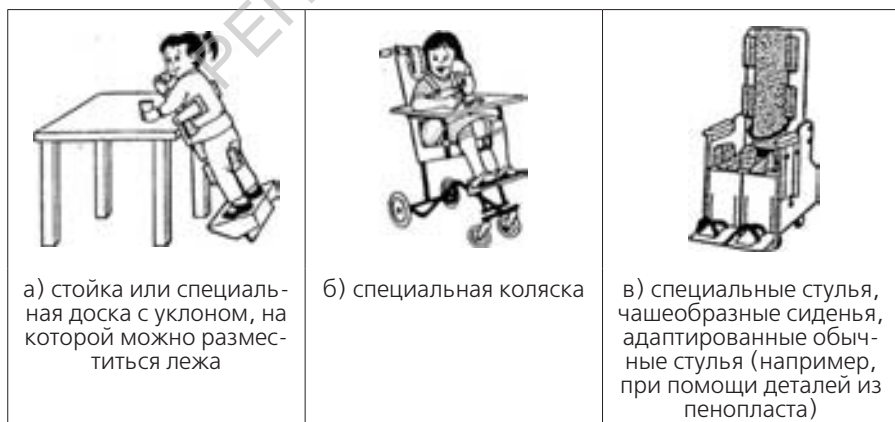 а) стойка или специаль-
ная доска с уклоном, на
которой можно размес-
титься лежа
б) специальная коляска
в) специальные стулья,
чашеобразные сиденья,
адаптированные обыч-
ные стулья (например,
при помощи деталей из
пенопласта)